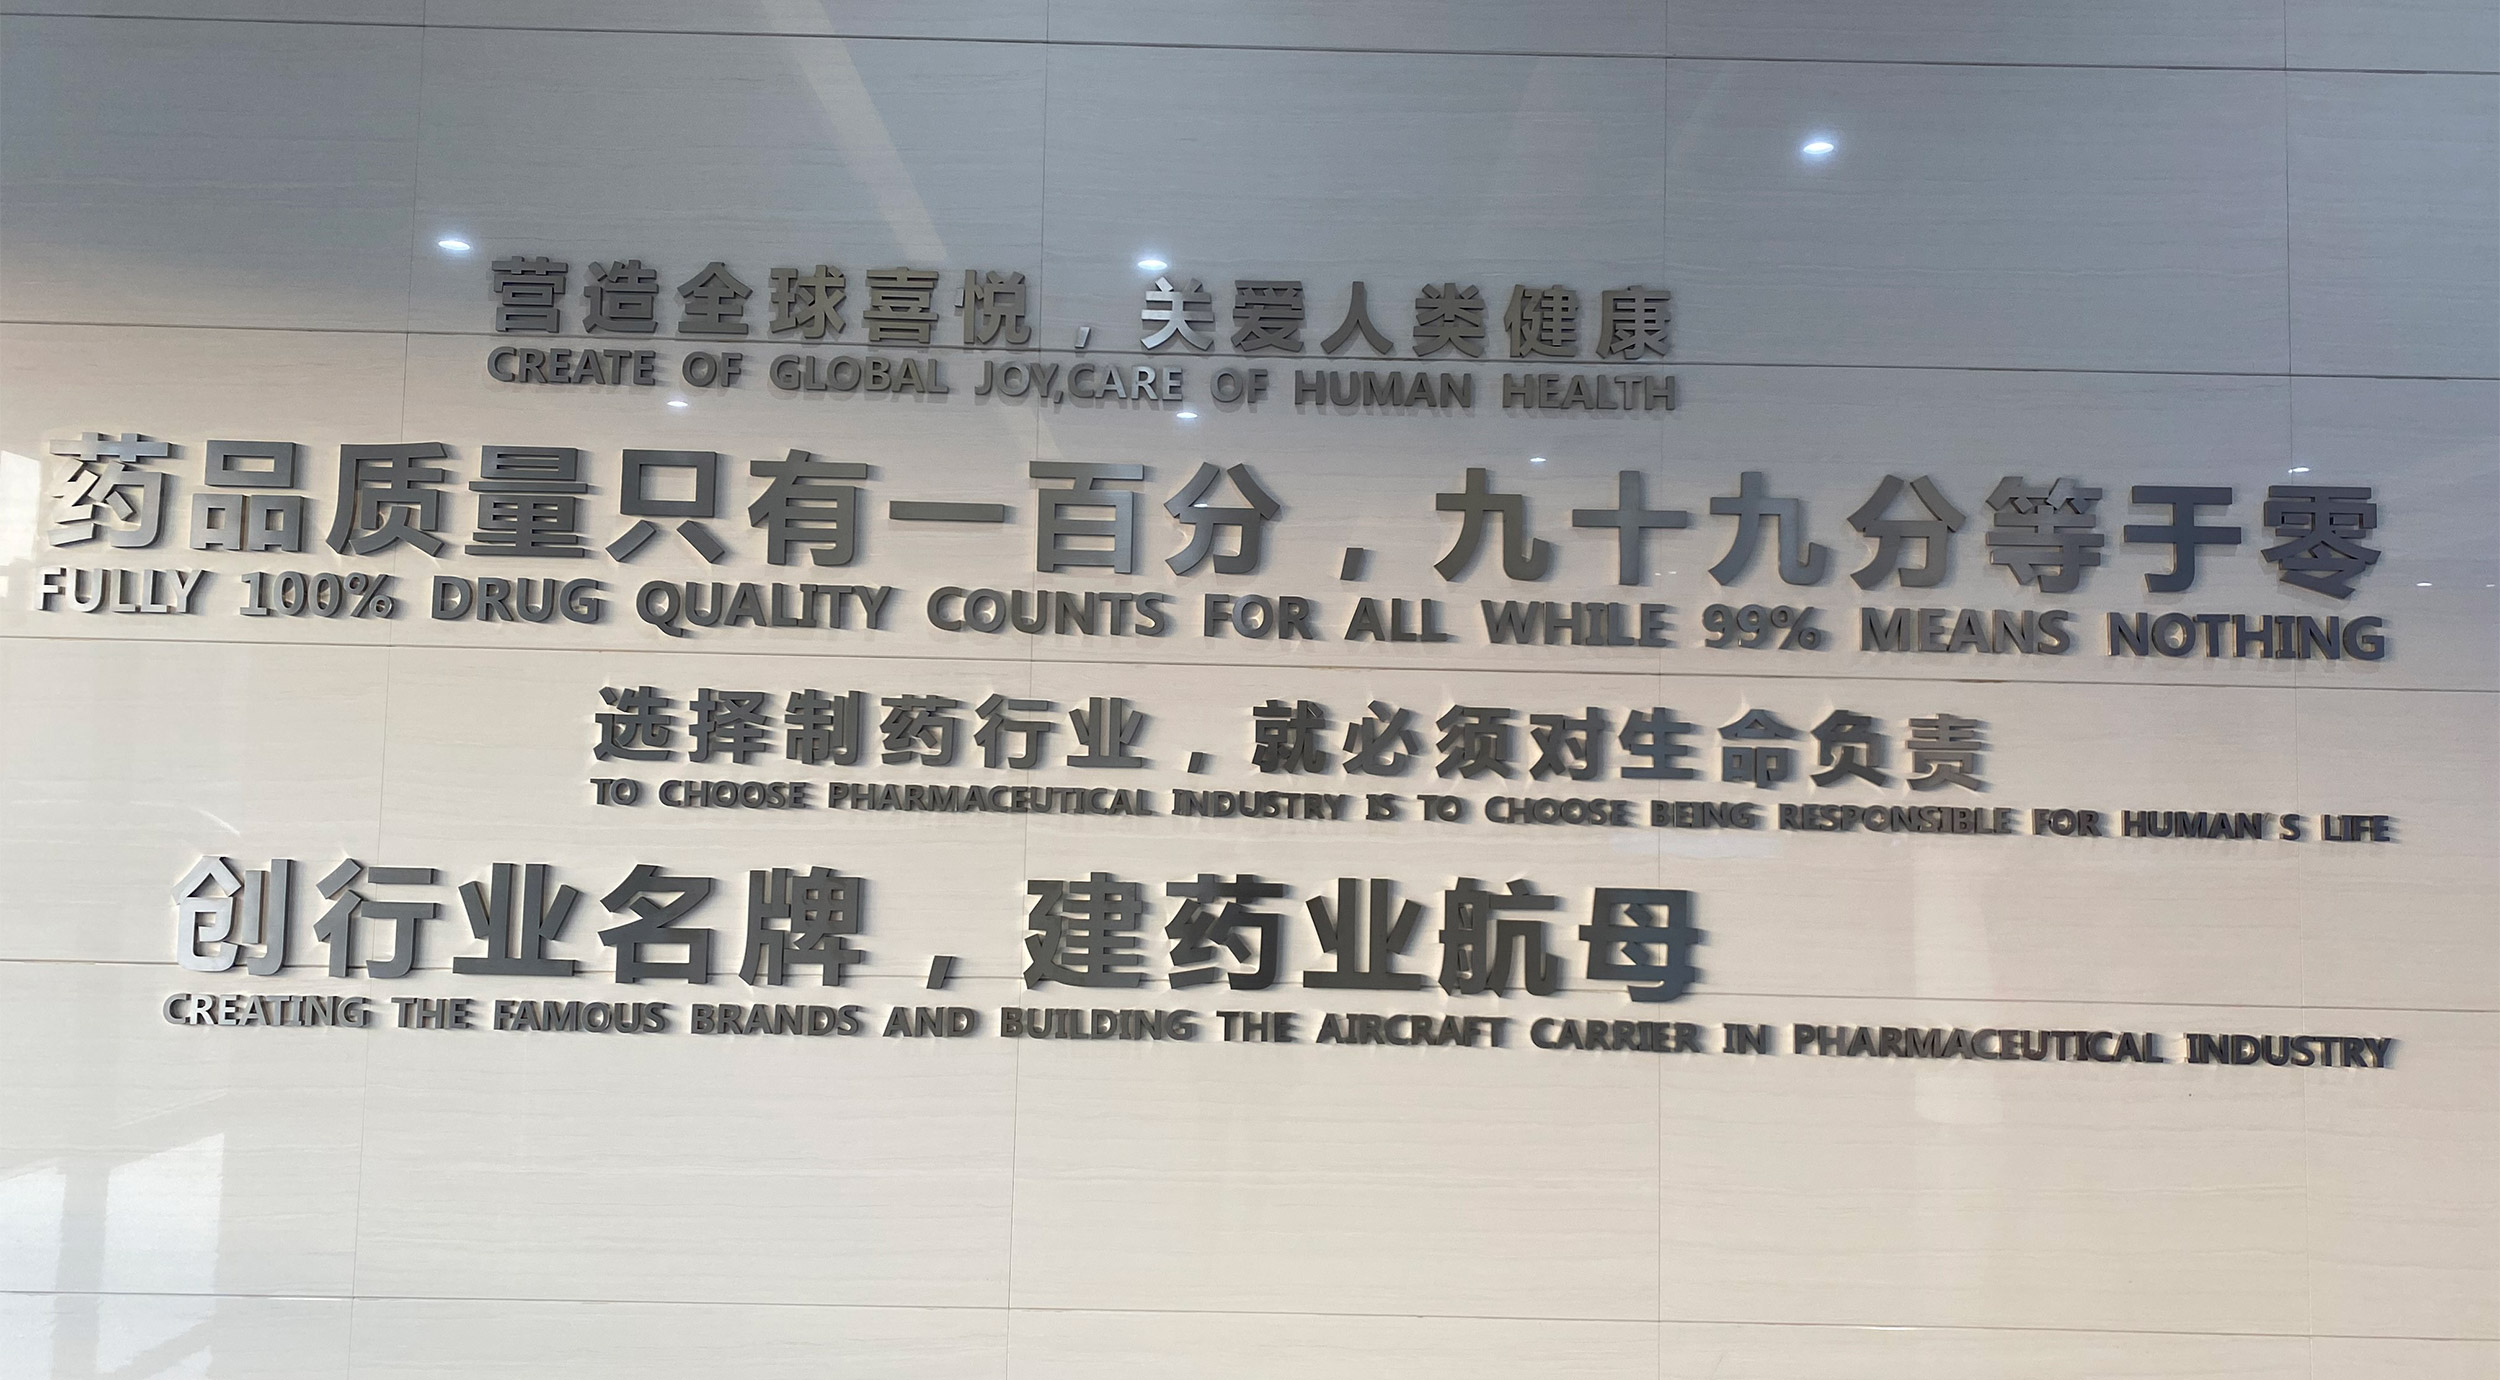 营造全球喜悦，关爱人类健康
CREATE OF GLOBAL JOY,CARE OF HUMAN HEALTH
药品质量只有一百分，九十九分等于零
FULLY 100% DRUG QUALITY COUNTS FOR ALL WHILE 99% MEANS NOTHING
选择制药行业，就必须对生命负责
TO CHOOSE PHARMACEUTICAL INDUSTRY IS TO CHOOSE BEING RESPONSIBLE FOR HUMAN'S LIFE
创行业名牌，建药业航母
CREATING THE FAMOUS BRANDS AND BUILDING THE AIRCRAFT CARRIER IN PHARMACEUTICAL INDUSTRY